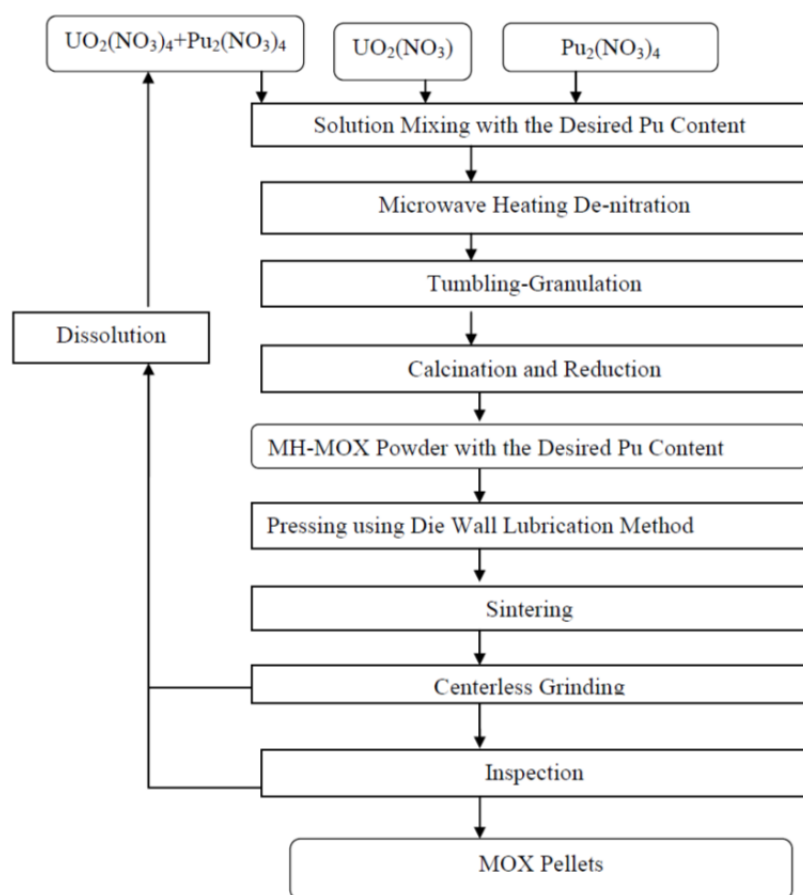 UO₂(NO₃)₄+Pu₂(NO₃)₄
UO₂(NO₃)
Pu₂(NO₃)₄
Solution Mixing with the Desired Pu Content
Microwave Heating De-nitration
Tumbling-Granulation
Dissolution
Calcination and Reduction
MH-MOX Powder with the Desired Pu Content
Pressing using Die Wall Lubrication Method
Sintering
Centerless Grinding
Inspection
MOX Pellets